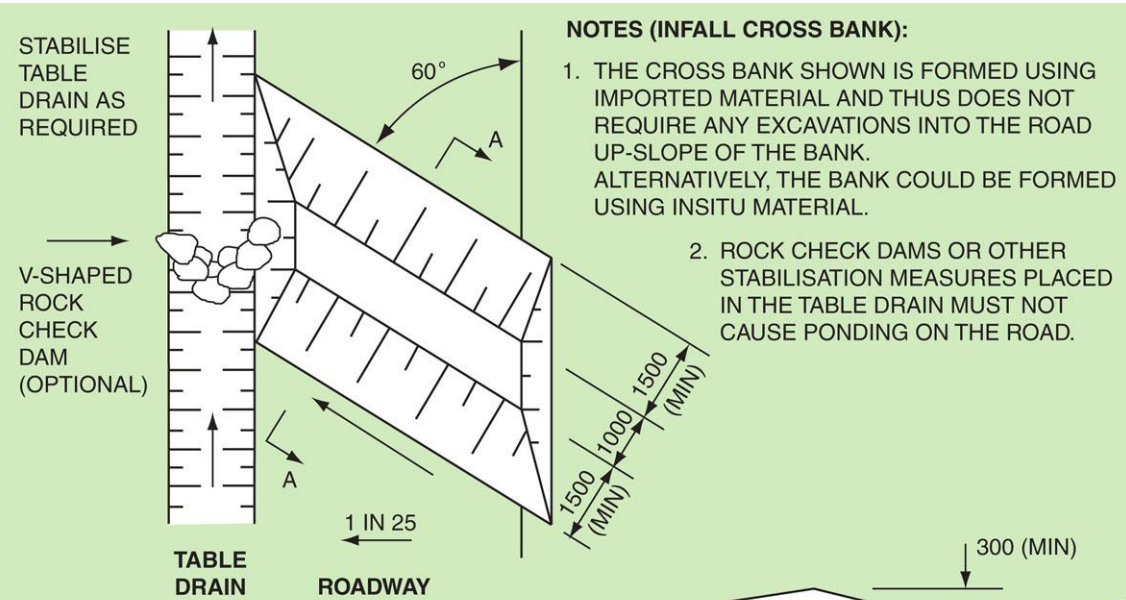 STABILISE
TABLE
DRAIN AS
REQUIRED
60°
A
V-SHAPED
ROCK
CHECK
DAM
(OPTIONAL)
A
1 IN 25
TABLE
DRAIN
ROADWAY
1500
(MIN)
1000
1500
(MIN)
NOTES (INFALL CROSS BANK):
1. THE CROSS BANK SHOWN IS FORMED USING
IMPORTED MATERIAL AND THUS DOES NOT
REQUIRE ANY EXCAVATIONS INTO THE ROAD
UP-SLOPE OF THE BANK.
ALTERNATIVELY, THE BANK COULD BE FORMED
USING INSITU MATERIAL.
2. ROCK CHECK DAMS OR OTHER
STABILISATION MEASURES PLACED
IN THE TABLE DRAIN MUST NOT
CAUSE PONDING ON THE ROAD.
300 (MIN)